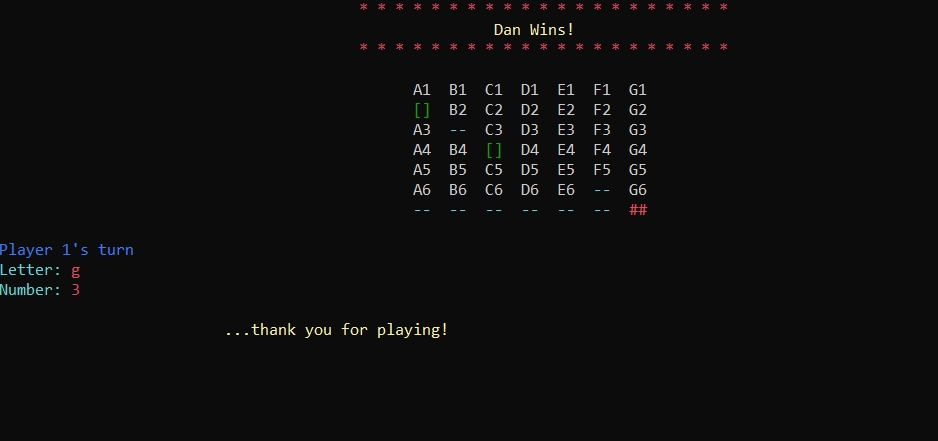 * * * * * * * * * * * * * * * * * * * * *
Dan Wins!
* * * * * * * * * * * * * * * * * * * * *
A1 B1 C1 D1 E1 F1 G1
[] B2 C2 D2 E2 F2 G2
A3 -- C3 D3 E3 F3 G3
A4 B4 [] D4 E4 F4 G4
A5 B5 C5 D5 E5 F5 G5
A6 B6 C6 D6 E6 -- G6
-- -- -- -- -- -- ##
Player 1's turn
Letter: g
Number: 3
...thank you for playing!